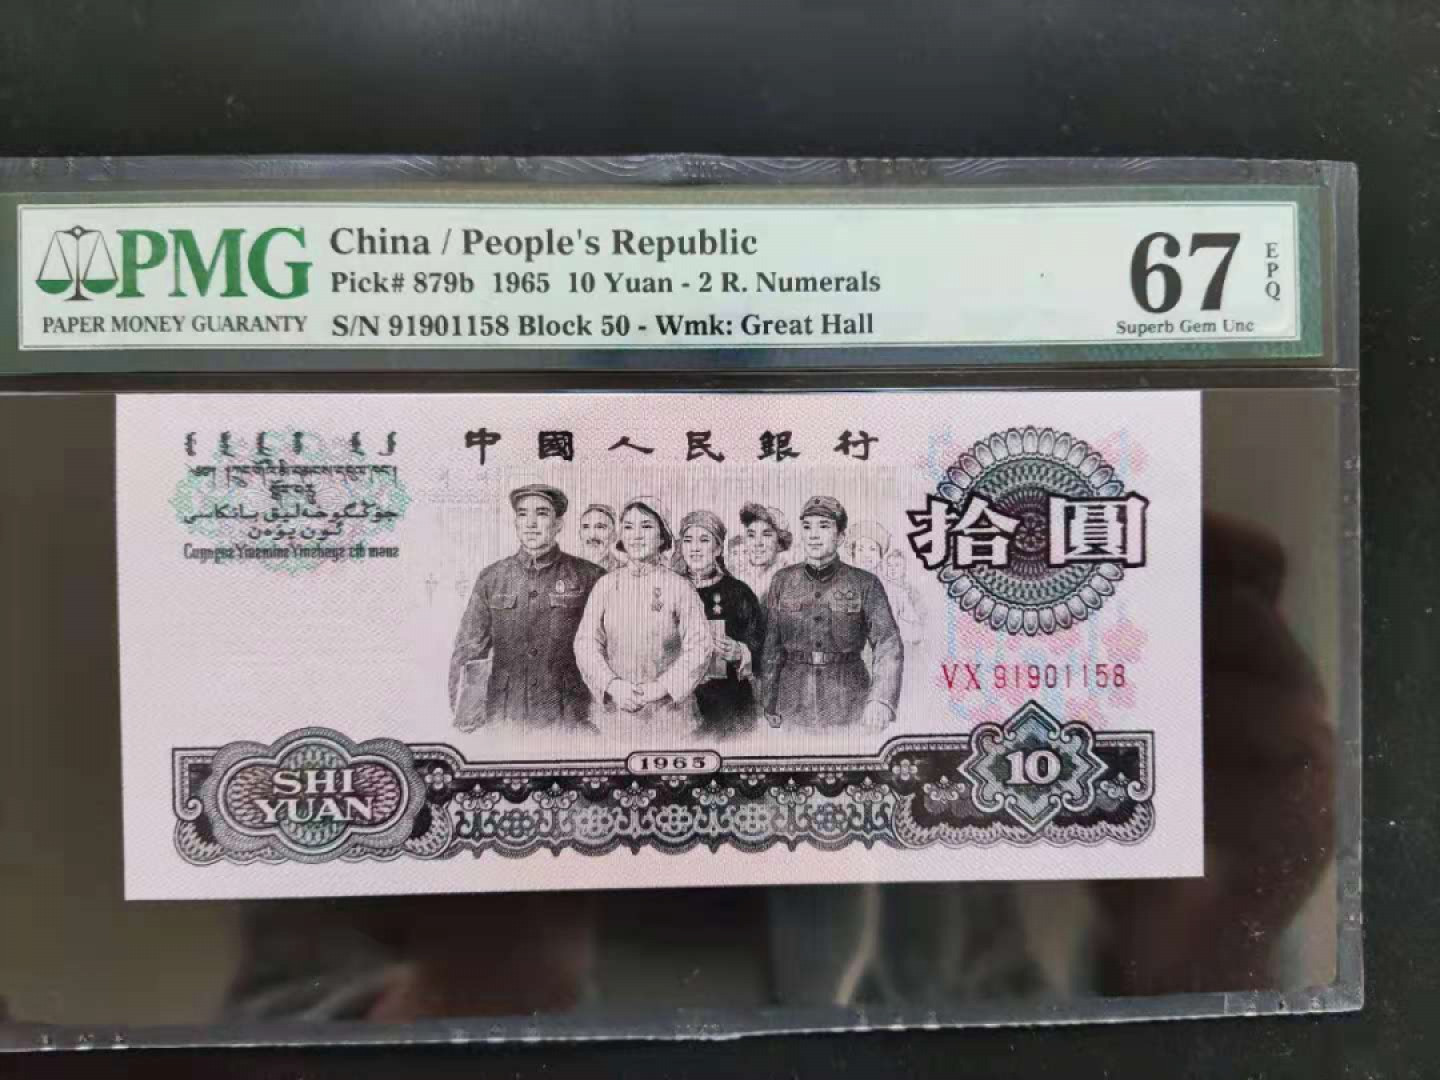 PMG
PAPER MONEY GUARANTY
China / People's Republic
Pick# 879b 1965 10 Yuan - 2 R. Numerals
S/N 91901158 Block 50 - Wmk: Great Hall
67
EPQ
Superb Gem Unc
中國人民銀行
拾圓
VX 91901158
SHI
YUAN
1965
10